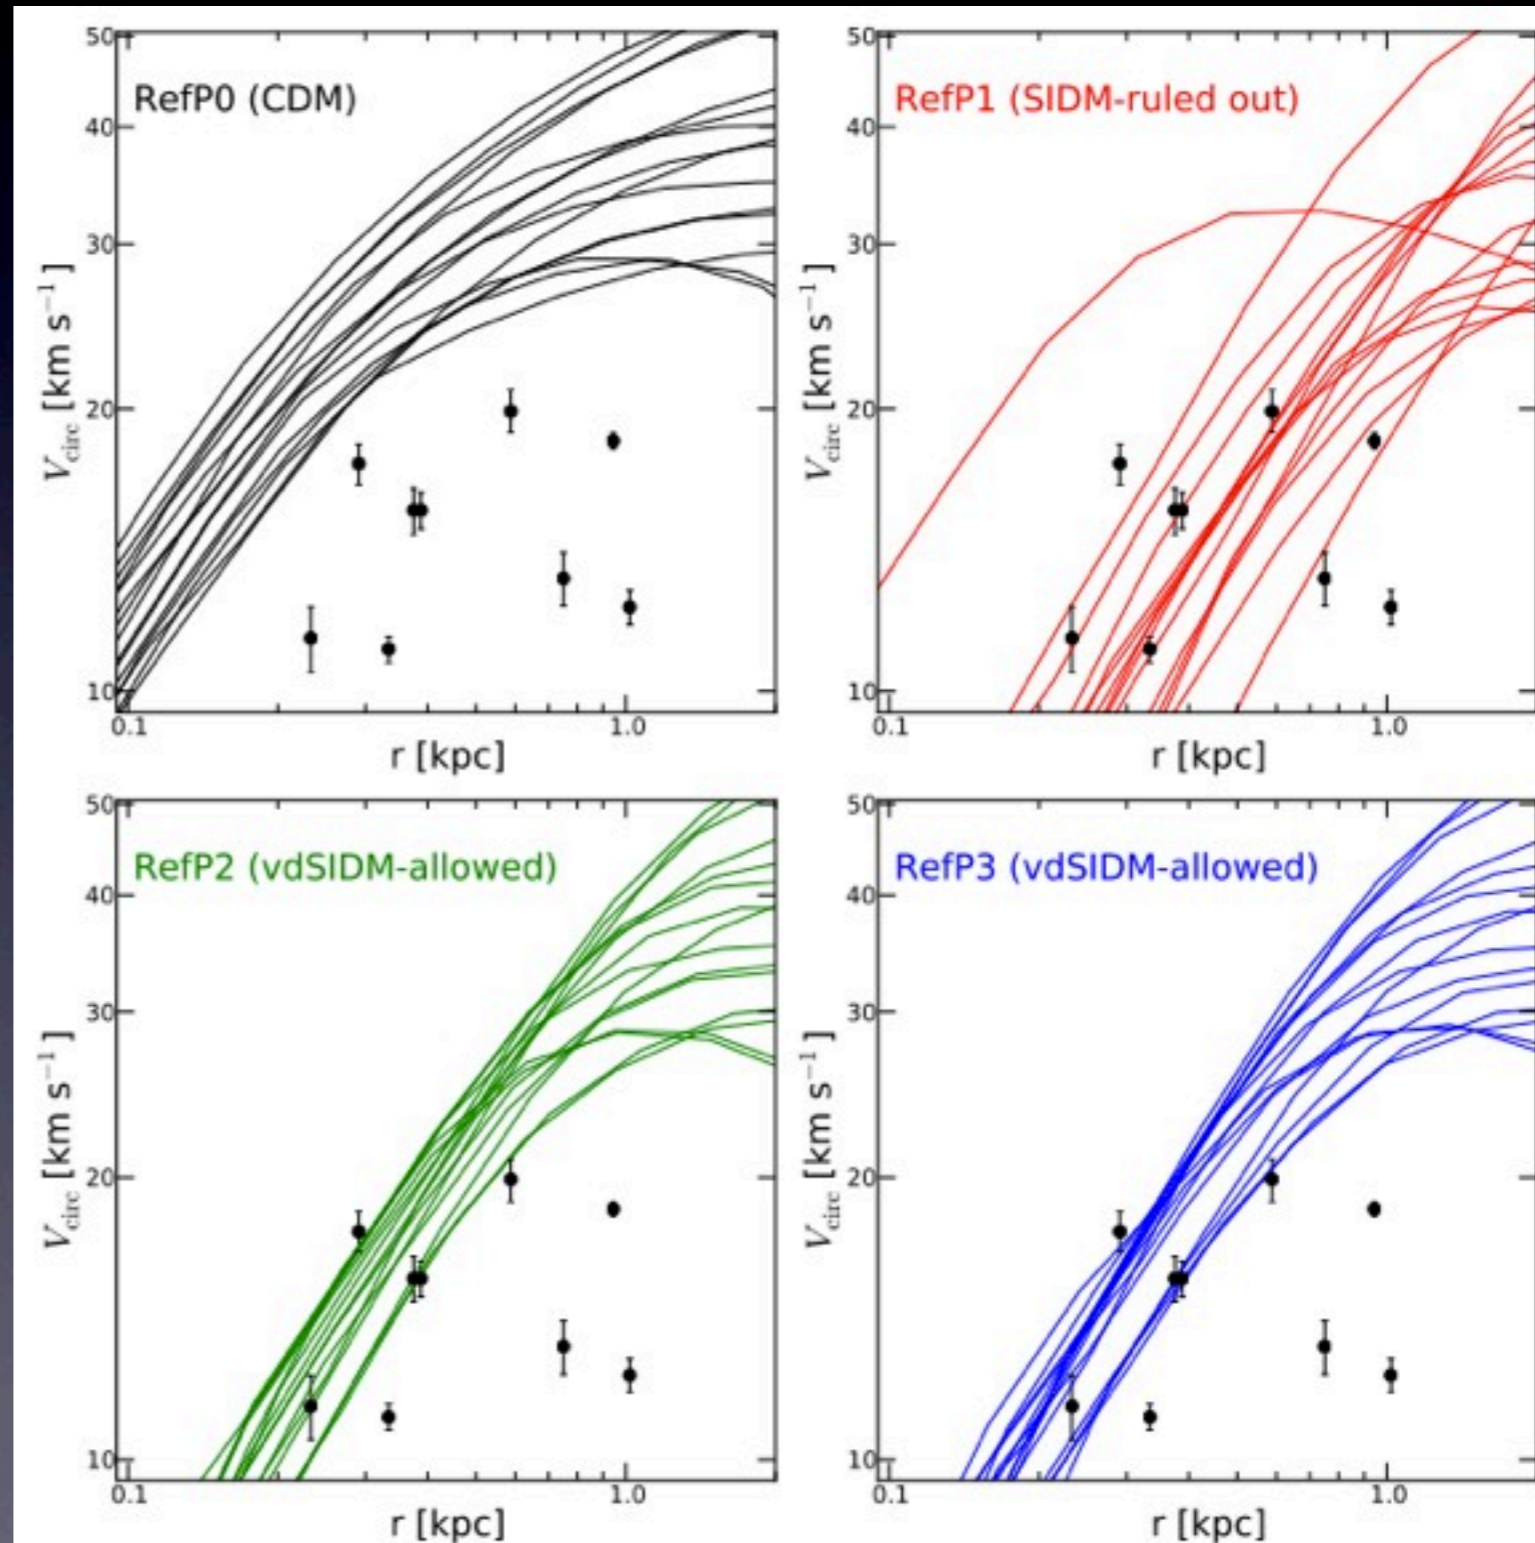 RefP0 (CDM)
50
40
30
20
10
V_circ [km s⁻¹]
0.1 1.0
r [kpc]
RefP1 (SIDM-ruled out)
50
40
30
20
10
V_circ [km s⁻¹]
0.1 1.0
r [kpc]
RefP2 (vdSIDM-allowed)
50
40
30
20
10
V_circ [km s⁻¹]
0.1 1.0
r [kpc]
RefP3 (vdSIDM-allowed)
50
40
30
20
10
V_circ [km s⁻¹]
0.1 1.0
r [kpc]